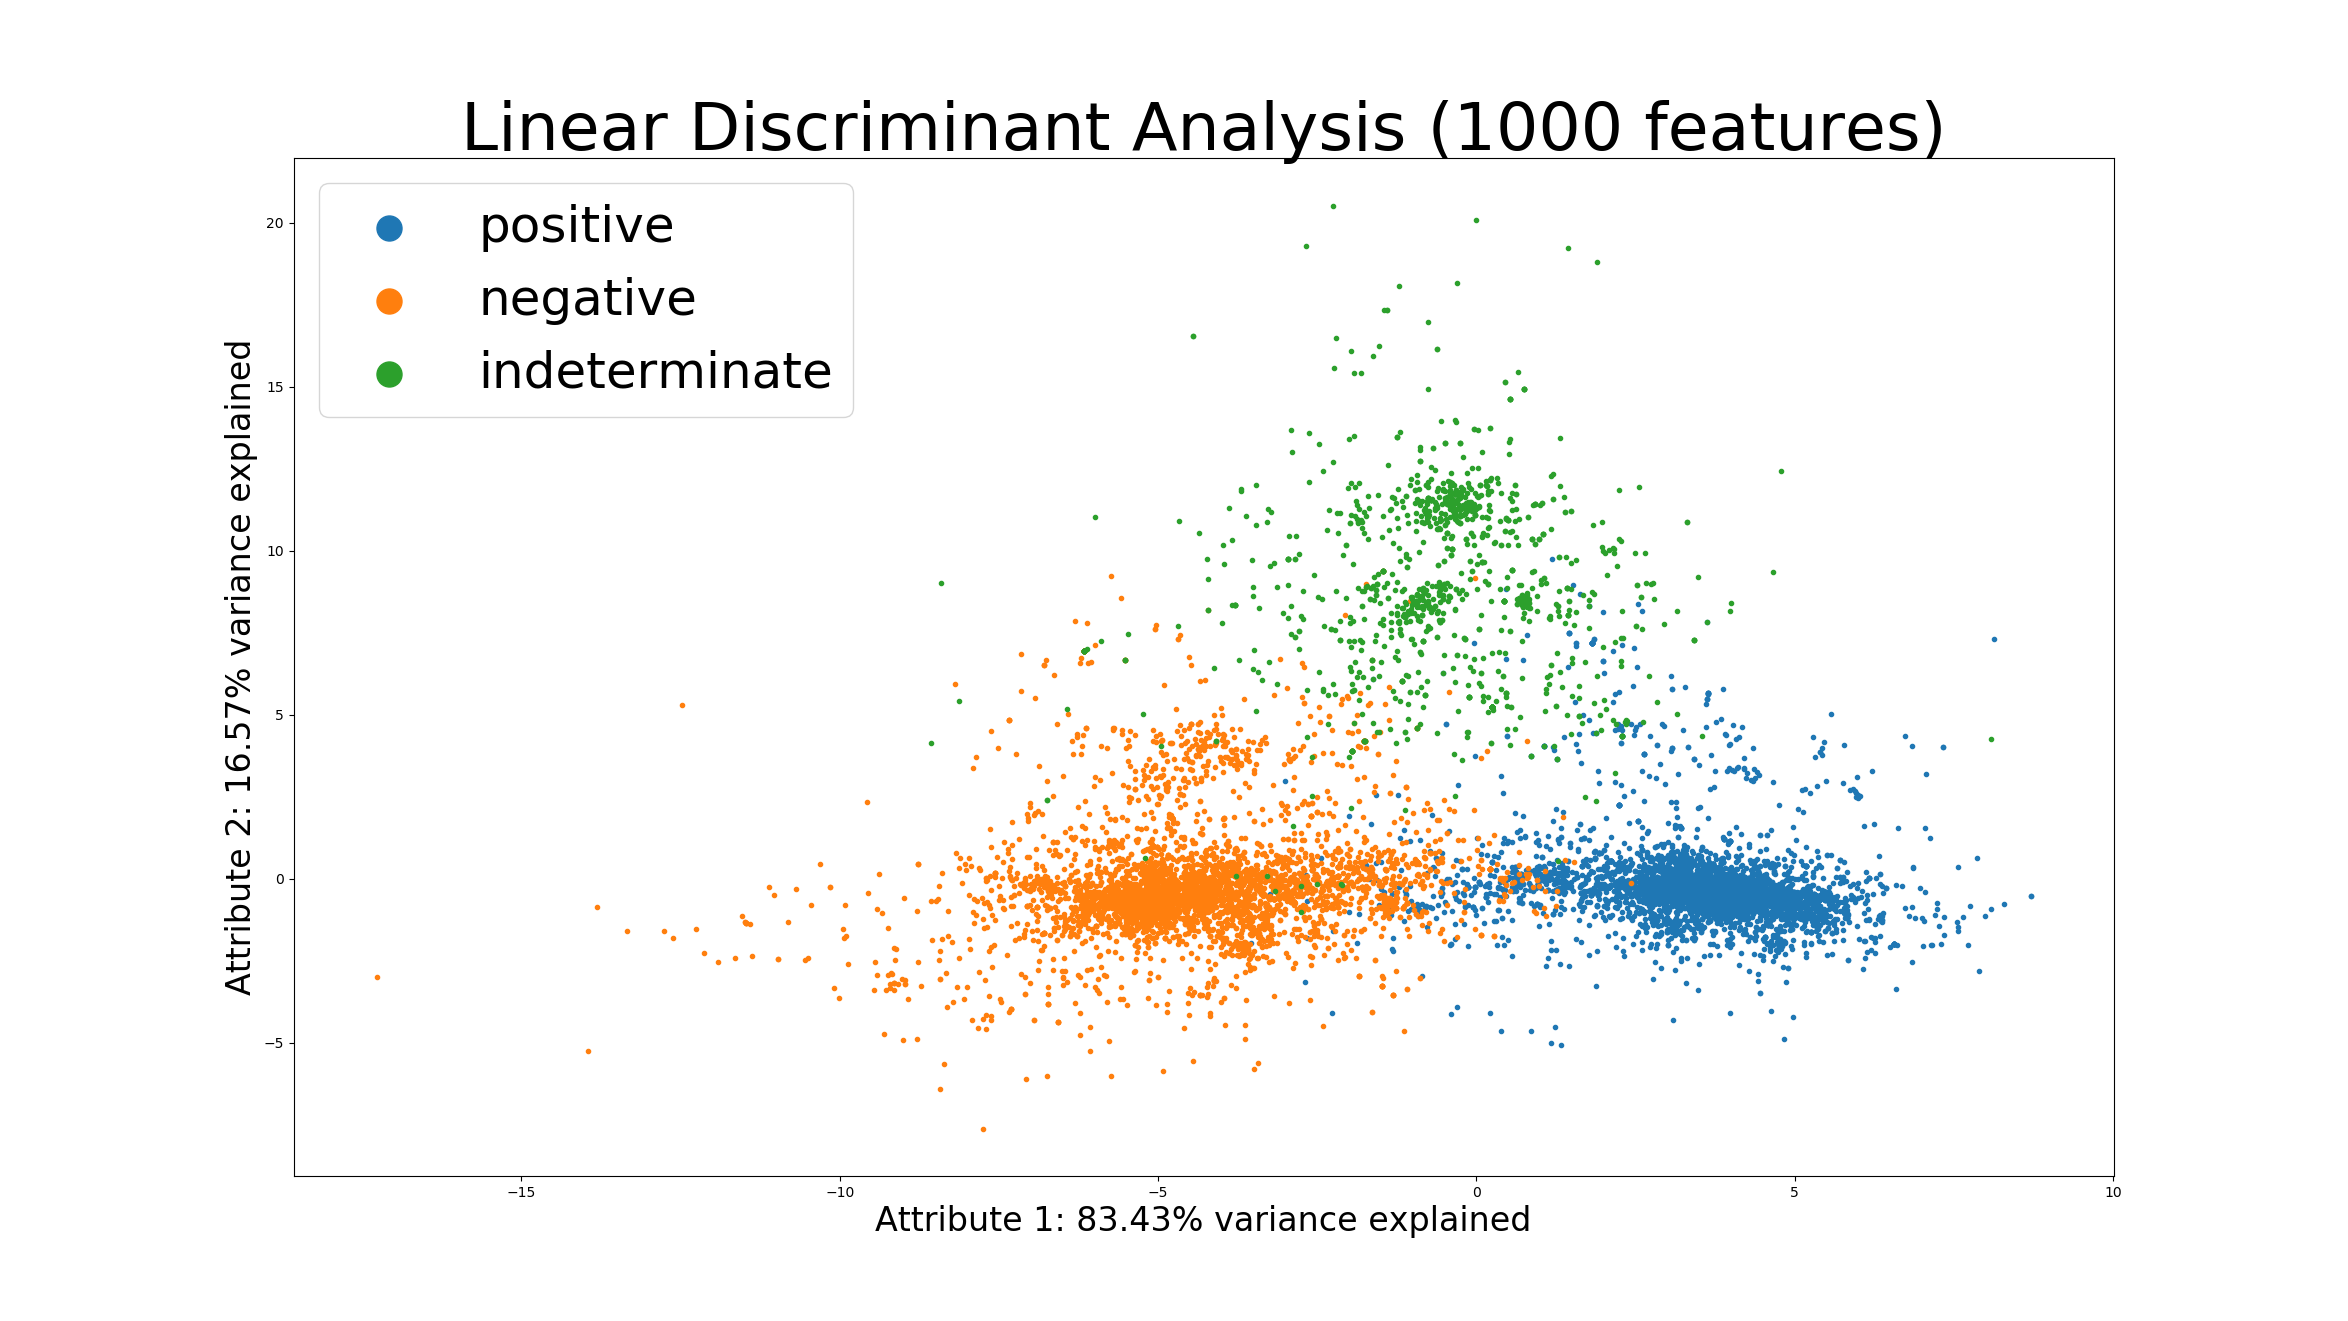 Linear Discriminant Analysis (1000 features)
positive
negative
indeterminate
Attribute 2: 16.57% variance explained
20
15
10
5
0
−5
−15
−10
−5
0
5
10
Attribute 1: 83.43% variance explained